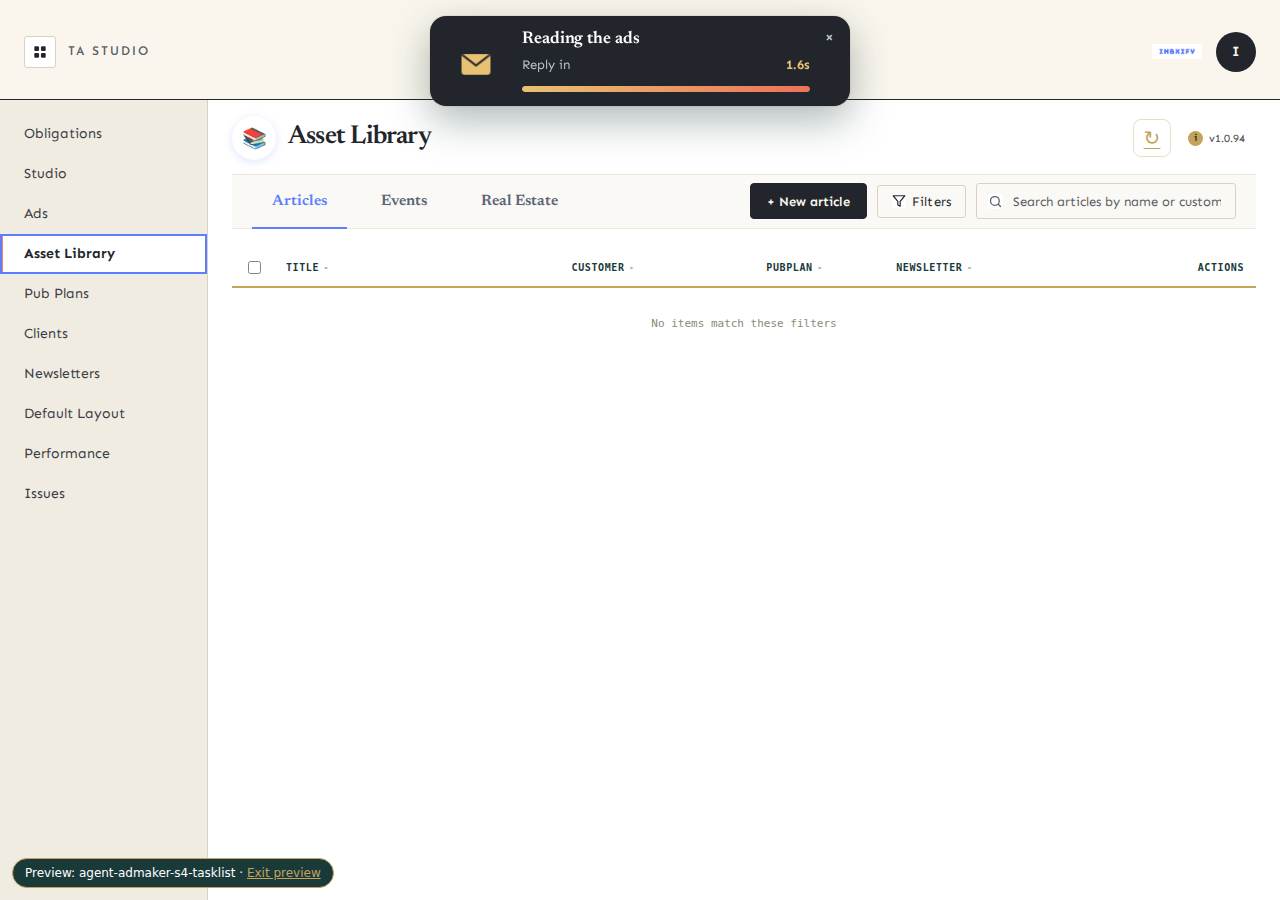 TA STUDIO
Reading the ads
×
Reply in 1.6s
INBXIFY
I
Obligations
Studio
Ads
Asset Library
Pub Plans
Clients
Newsletters
Default Layout
Performance
Issues
Asset Library
↻
i v1.0.94
Articles Events Real Estate
+ New article
Filters
Search articles by name or custom
TITLE - CUSTOMER - PUBPLAN - NEWSLETTER - ACTIONS
No items match these filters
Preview: agent-admaker-s4-tasklist · Exit preview